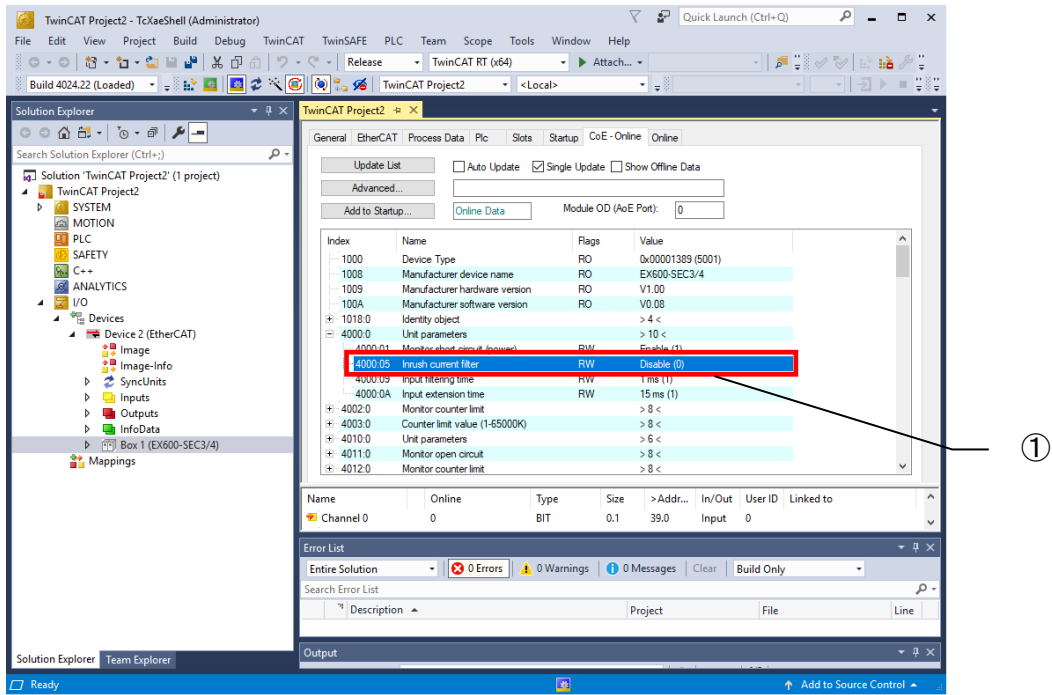 TwinCAT Project2 - TcXaeShell (Administrator)
Quick Launch (Ctrl+Q)
File Edit View Project Build Debug TwinCAT TwinSAFE PLC Team Scope Tools Window Help
Release TwinCAT RT (x64) Attach...
Build 4024.22 (Loaded) TwinCAT Project2 <Local>
Solution Explorer
Search Solution Explorer (Ctrl+;)
Solution 'TwinCAT Project2' (1 project)
TwinCAT Project2
SYSTEM
MOTION
PLC
SAFETY
C++
ANALYTICS
I/O
Devices
Device 2 (EtherCAT)
Image
Image-Info
SyncUnits
Inputs
Outputs
InfoData
Box 1 (EX600-SEC3/4)
Mappings
Solution Explorer Team Explorer
TwinCAT Project2
General EtherCAT Process Data Plc Slots Startup CoE - Online Online
Update List Auto Update Single Update Show Offline Data
Advanced...
Add to Startup... Online Data Module OD (AoE Port): 0
Index Name Flags Value
1000 Device Type RO 0x00001389 (5001)
1008 Manufacturer device name RO EX600-SEC3/4
1009 Manufacturer hardware version RO V1.00
100A Manufacturer software version RO V0.08
1018:0 Identity object > 4 <
4000:0 Unit parameters > 10 <
4000:01 Monitor short circuit (power) RW Enable (1)
4000:05 Inrush current filter RW Disable (0)
4000:09 Input filtering time RW 1 ms (1)
4000:0A Input extension time RW 15 ms (1)
4002:0 Monitor counter limit > 8 <
4003:0 Counter limit value (1-65000K) > 8 <
4010:0 Unit parameters > 6 <
4011:0 Monitor open circuit > 8 <
4012:0 Monitor counter limit > 8 <
①
Name Online Type Size >Addr... In/Out User ID Linked to
Channel 0 0 BIT 0.1 39.0 Input 0
Error List
Entire Solution 0 Errors 0 Warnings 0 Messages Clear Build Only
Search Error List
Description Project File Line
Output
Ready Add to Source Control